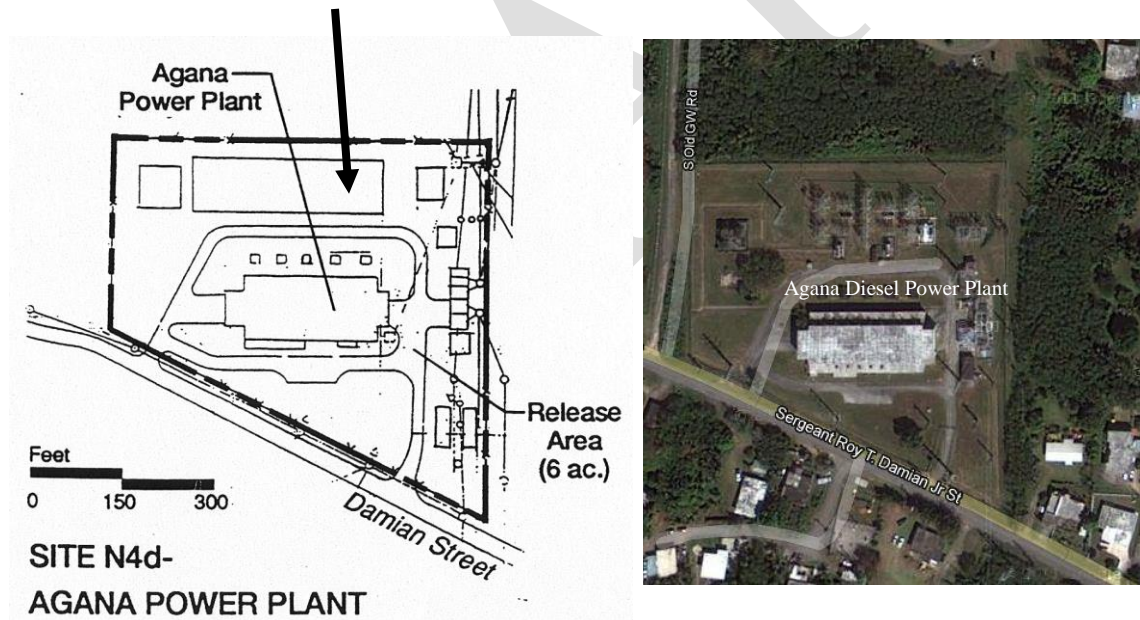 Agana
Power Plant
Release
Area
(6 ac.)
Feet
0 150 300
Damian Street
SITE N4d-
AGANA POWER PLANT
S Old GW Rd
Agana Diesel Power Plant
Sergeant Roy T. Damian Jr St